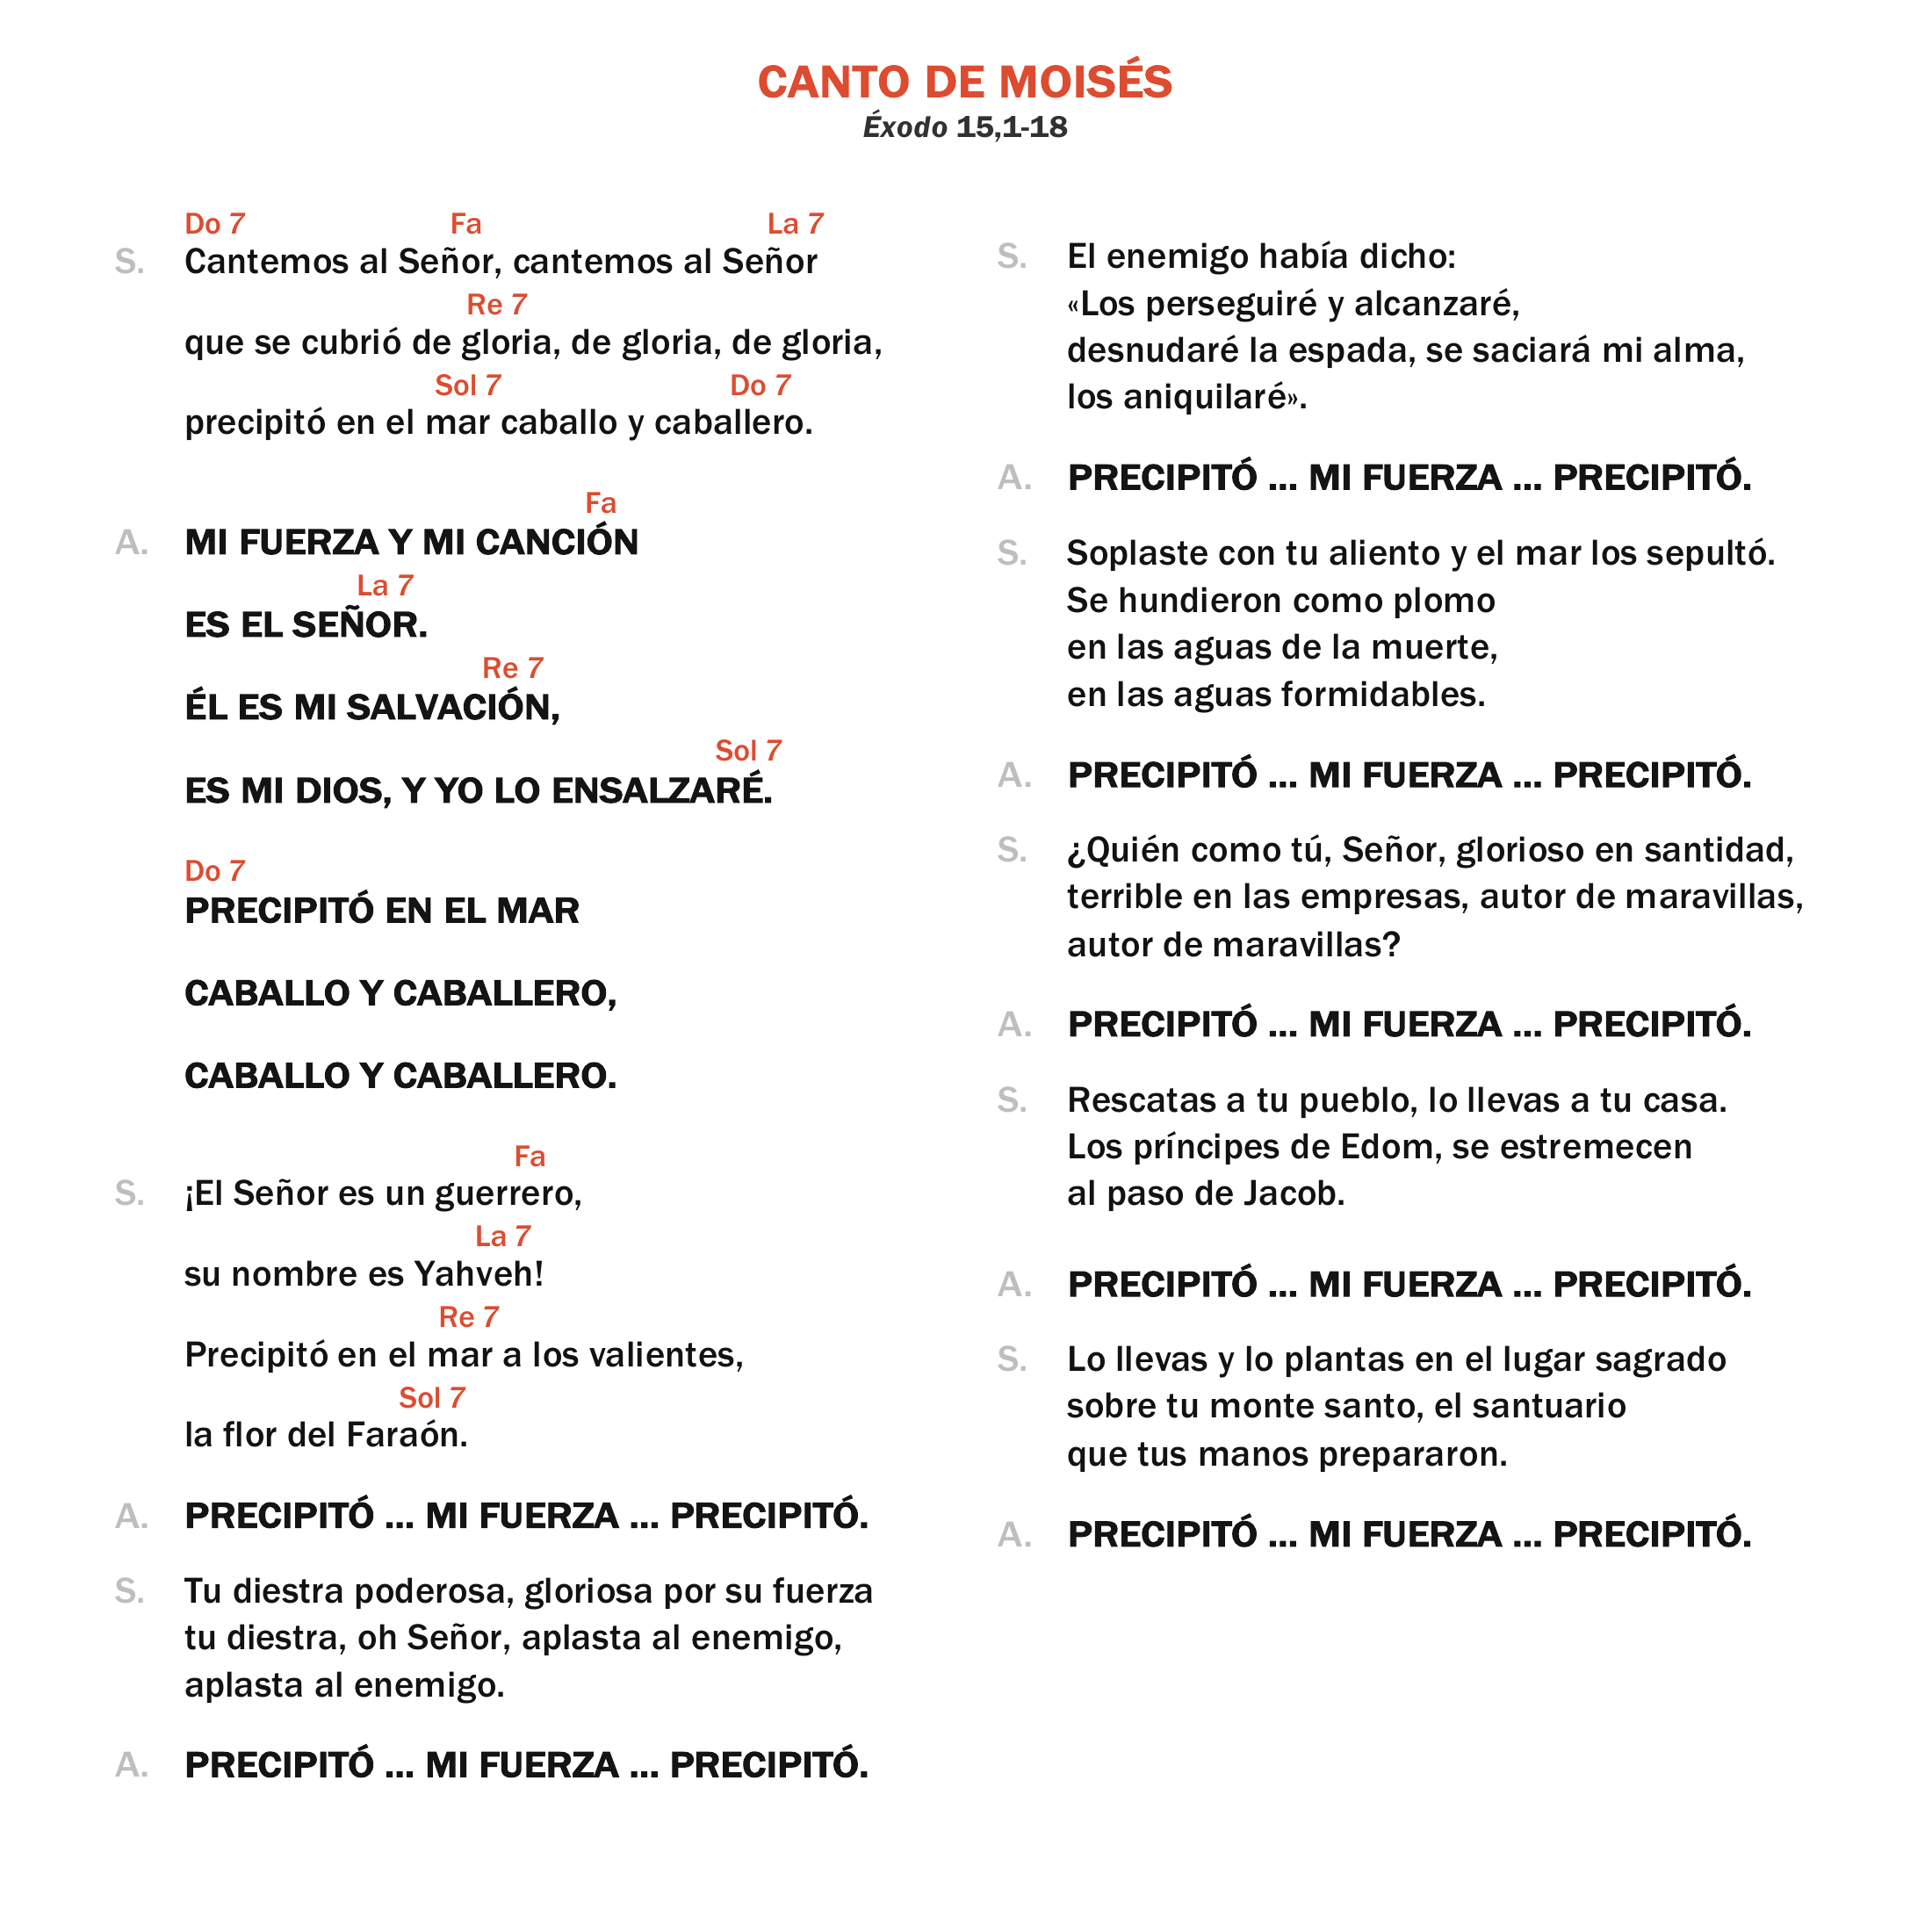 CANTO DE MOISÉS
Éxodo 15,1-18
Do 7 Fa La 7
S. Cantemos al Señor, cantemos al Señor
Re 7
que se cubrió de gloria, de gloria, de gloria,
Sol 7 Do 7
precipitó en el mar caballo y caballero.
Fa
A. MI FUERZA Y MI CANCIÓN
La 7
ES EL SEÑOR.
Re 7
ÉL ES MI SALVACIÓN,
Sol 7
ES MI DIOS, Y YO LO ENSALZARÉ.
Do 7
PRECIPITÓ EN EL MAR
CABALLO Y CABALLERO,
CABALLO Y CABALLERO.
Fa
S. ¡El Señor es un guerrero,
La 7
su nombre es Yahveh!
Re 7
Precipitó en el mar a los valientes,
Sol 7
la flor del Faraón.
A. PRECIPITÓ ... MI FUERZA ... PRECIPITÓ.
S. Tu diestra poderosa, gloriosa por su fuerza
tu diestra, oh Señor, aplasta al enemigo,
aplasta al enemigo.
A. PRECIPITÓ ... MI FUERZA ... PRECIPITÓ.
S. El enemigo había dicho:
«Los perseguiré y alcanzaré,
desnudaré la espada, se saciará mi alma,
los aniquilaré».
A. PRECIPITÓ ... MI FUERZA ... PRECIPITÓ.
S. Soplaste con tu aliento y el mar los sepultó.
Se hundieron como plomo
en las aguas de la muerte,
en las aguas formidables.
A. PRECIPITÓ ... MI FUERZA ... PRECIPITÓ.
S. ¿Quién como tú, Señor, glorioso en santidad,
terrible en las empresas, autor de maravillas,
autor de maravillas?
A. PRECIPITÓ ... MI FUERZA ... PRECIPITÓ.
S. Rescatas a tu pueblo, lo llevas a tu casa.
Los príncipes de Edom, se estremecen
al paso de Jacob.
A. PRECIPITÓ ... MI FUERZA ... PRECIPITÓ.
S. Lo llevas y lo plantas en el lugar sagrado
sobre tu monte santo, el santuario
que tus manos prepararon.
A. PRECIPITÓ ... MI FUERZA ... PRECIPITÓ.